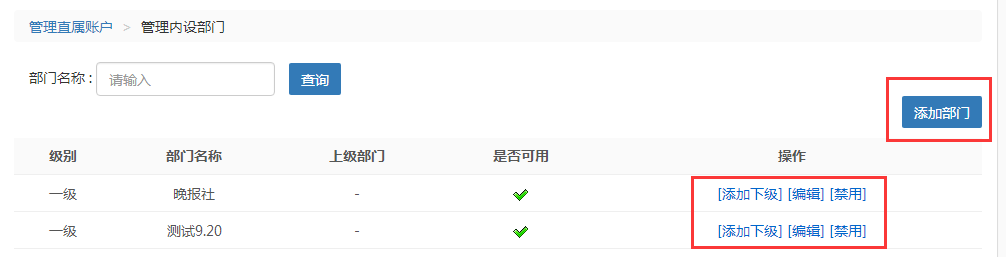 管理直属账户 > 管理内设部门
部门名称 : 请输入 查询
添加部门
级别 部门名称 上级部门 是否可用 操作
一级 晚报社 - [添加下级] [编辑] [禁用]
一级 测试9.20 - [添加下级] [编辑] [禁用]